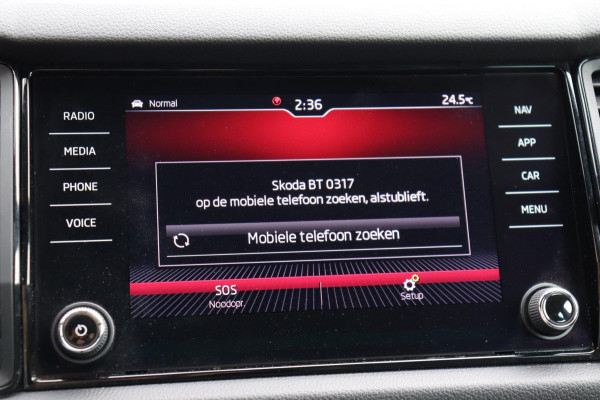 RADIO
MEDIA
PHONE
VOICE
Normal
2:36
24.5°C
Skoda BT 0317
op de mobiele telefoon zoeken, alstublieft.
Mobiele telefoon zoeken
SOS
Noodopr.
Setup
NAV
APP
CAR
MENU